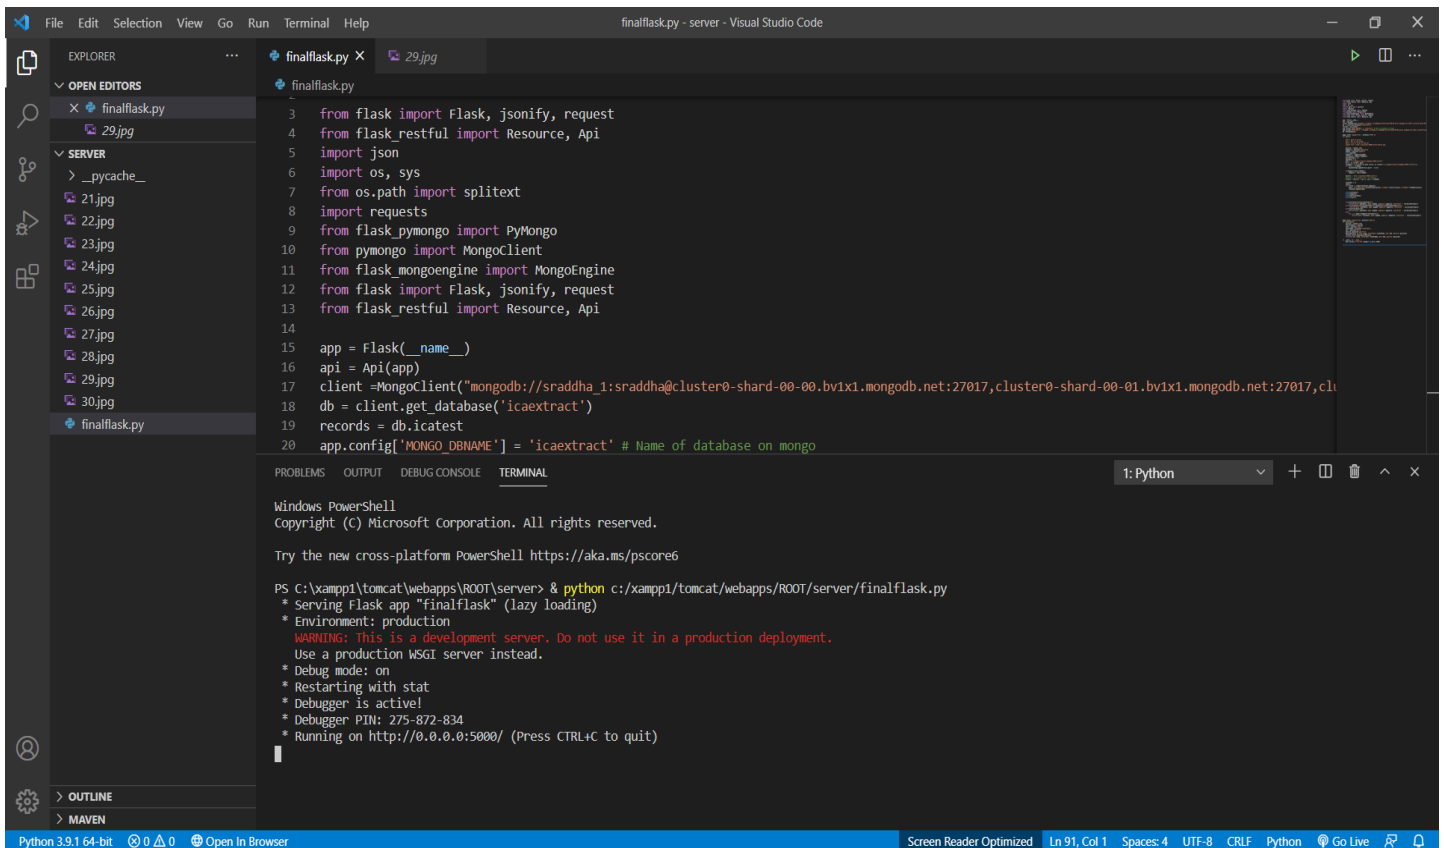 File Edit Selection View Go Run Terminal Help
finalflask.py - server - Visual Studio Code
EXPLORER
OPEN EDITORS
finalflask.py
29.jpg
SERVER
__pycache__
21.jpg
22.jpg
23.jpg
24.jpg
25.jpg
26.jpg
27.jpg
28.jpg
29.jpg
30.jpg
finalflask.py
OUTLINE
MAVEN
finalflask.py 29.jpg
finalflask.py
3 from flask import Flask, jsonify, request
4 from flask_restful import Resource, Api
5 import json
6 import os, sys
7 from os.path import splitext
8 import requests
9 from flask_pymongo import PyMongo
10 from pymongo import MongoClient
11 from flask_mongoengine import MongoEngine
12 from flask import Flask, jsonify, request
13 from flask_restful import Resource, Api
14
15 app = Flask(__name__)
16 api = Api(app)
17 client =MongoClient("mongodb://sraddha_1:sraddha@cluster0-shard-00-00.bv1x1.mongodb.net:27017,cluster0-shard-00-01.bv1x1.mongodb.net:27017,clu
18 db = client.get_database('icaextract')
19 records = db.icatest
20 app.config['MONGO_DBNAME'] = 'icaextract' # Name of database on mongo
PROBLEMS OUTPUT DEBUG CONSOLE TERMINAL
1: Python
Windows PowerShell
Copyright (C) Microsoft Corporation. All rights reserved.
Try the new cross-platform PowerShell https://aka.ms/pscore6
PS C:\xampp1\tomcat\webapps\ROOT\server> & python c:/xampp1/tomcat/webapps/ROOT/server/finalflask.py
* Serving Flask app "finalflask" (lazy loading)
* Environment: production
WARNING: This is a development server. Do not use it in a production deployment.
Use a production WSGI server instead.
* Debug mode: on
* Restarting with stat
* Debugger is active!
* Debugger PIN: 275-872-834
* Running on http://0.0.0.0:5000/ (Press CTRL+C to quit)
Python 3.9.1 64-bit 0 0 Open In Browser
Screen Reader Optimized Ln 91, Col 1 Spaces: 4 UTF-8 CRLF Python Go Live